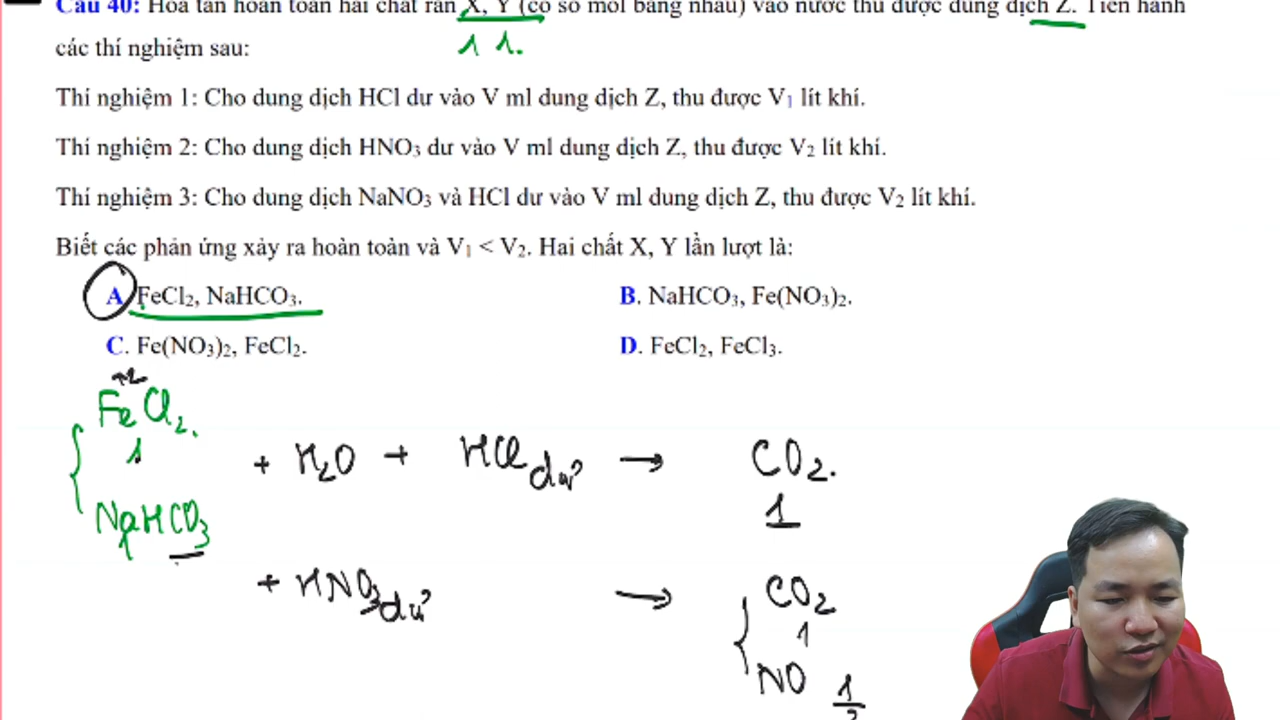 Câu 40: Hòa tan hoàn toàn hai chất rắn X, Y (có số mol bằng nhau) vào nước thu được dung dịch Z. Tiến hành
1 1.
các thí nghiệm sau:
Thí nghiệm 1: Cho dung dịch HCl dư vào V ml dung dịch Z, thu được V₁ lít khí.
Thí nghiệm 2: Cho dung dịch HNO₃ dư vào V ml dung dịch Z, thu được V₂ lít khí.
Thí nghiệm 3: Cho dung dịch NaNO₃ và HCl dư vào V ml dung dịch Z, thu được V₂ lít khí.
Biết các phản ứng xảy ra hoàn toàn và V₁ < V₂. Hai chất X, Y lần lượt là:
A. FeCl₂, NaHCO₃. B. NaHCO₃, Fe(NO₃)₂.
C. Fe(NO₃)₂, FeCl₂. D. FeCl₂, FeCl₃.
+2
FeCl₂.
1
+ H₂O + HCl dư → CO₂.
1
NaHCO₃
1
+ HNO₃ dư → CO₂
1
NO 1/3